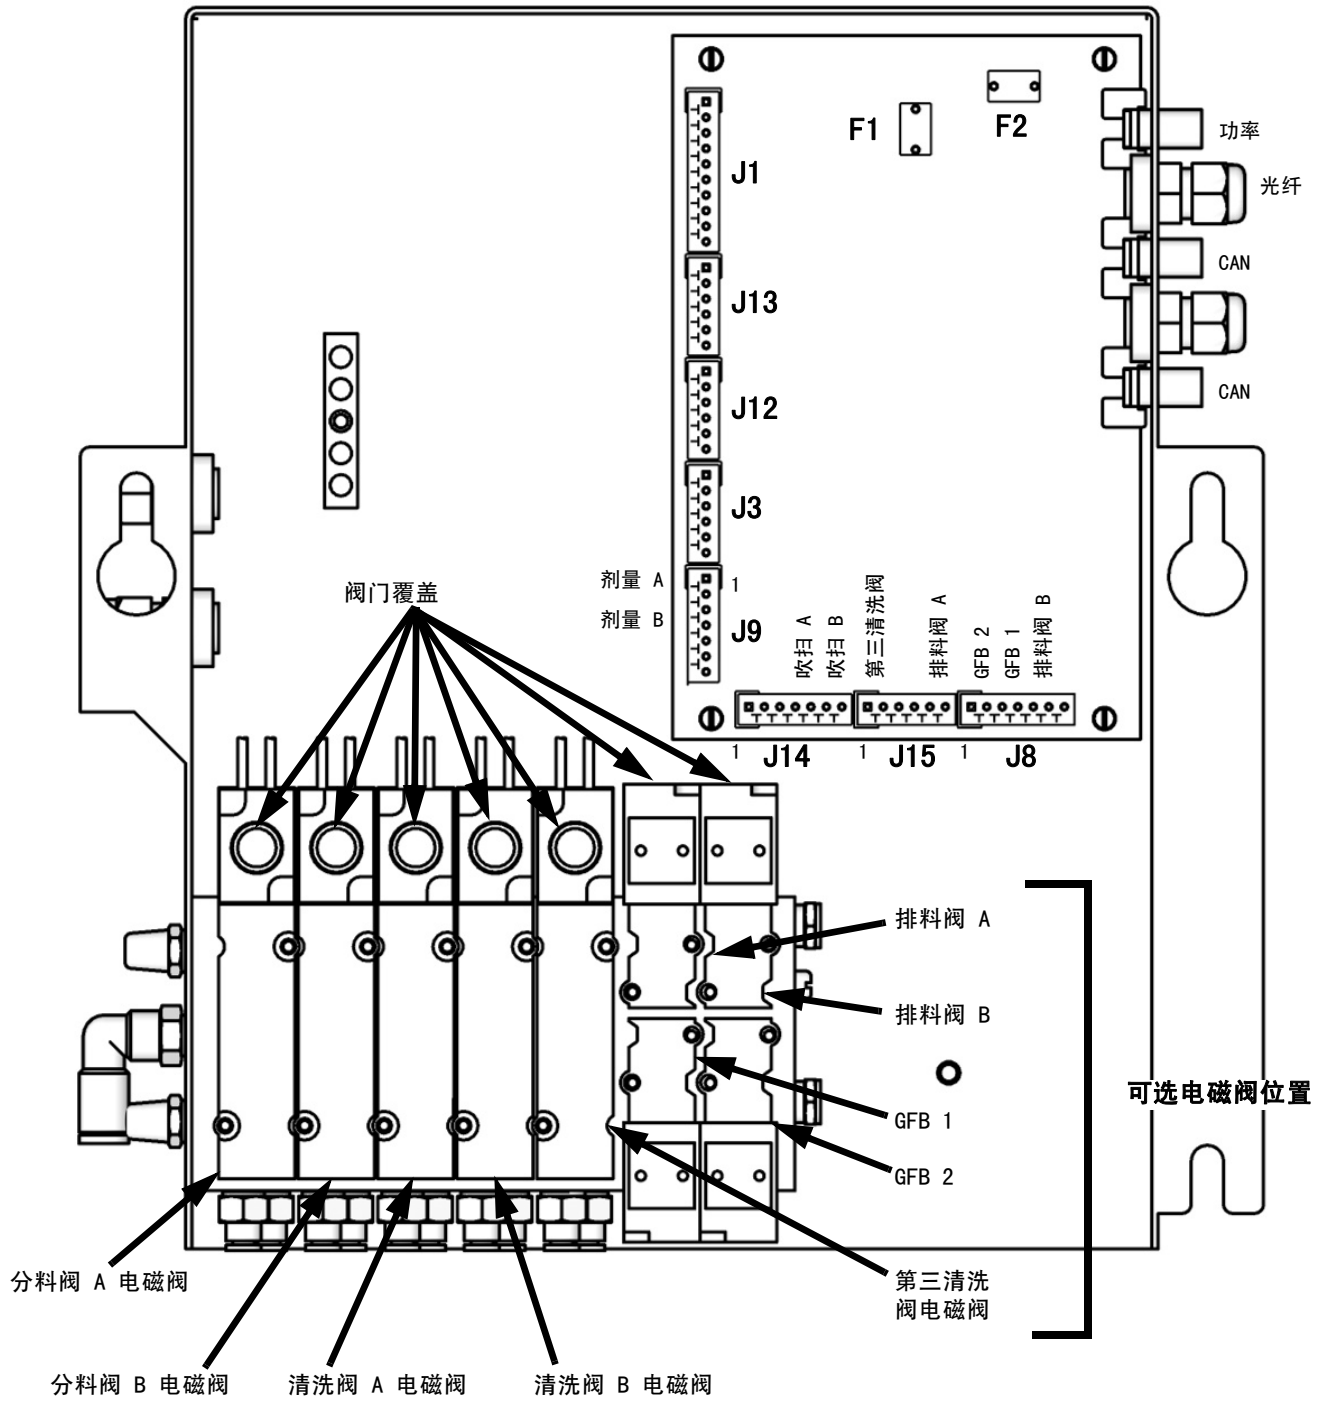 F1
F2
功率
J1
光纤
CAN
J13
CAN
J12
J3
剂量 A
1
剂量 B
J9
阀门覆盖
吹扫 A
吹扫 B
第三清洗阀
排料阀 A
GFB 2
GFB 1
排料阀 B
1
J14
1
J15
1
J8
排料阀 A
排料阀 B
可选电磁阀位置
GFB 1
GFB 2
分料阀 A 电磁阀
第三清洗
阀电磁阀
分料阀 B 电磁阀
清洗阀 A 电磁阀
清洗阀 B 电磁阀